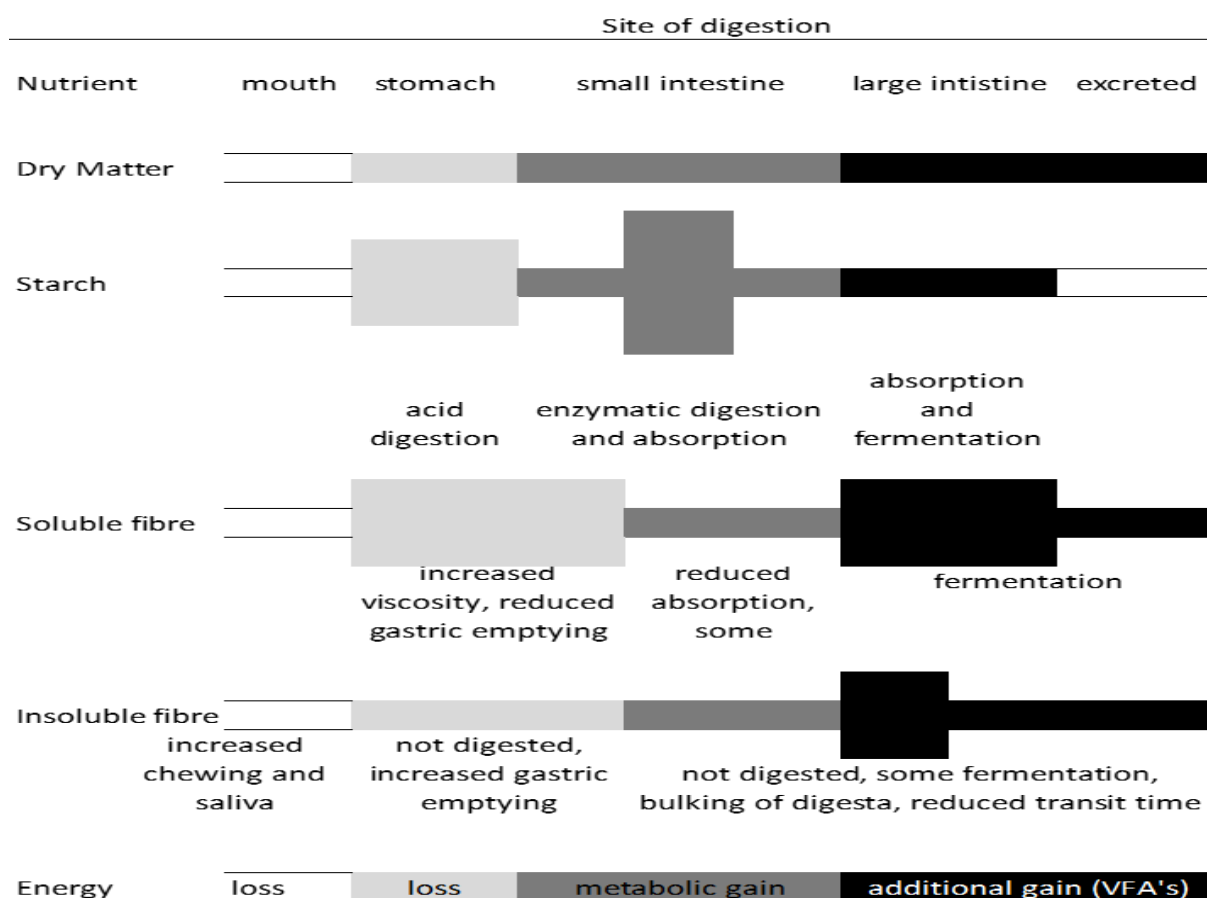 Site of digestion
Nutrient mouth stomach small intestine large intistine excreted
Dry Matter
Starch
acid
digestion
enzymatic digestion
and absorption
absorption
and
fermentation
Soluble fibre
increased
viscosity, reduced
gastric emptying
reduced
absorption,
some
fermentation
Insoluble fibre
increased
chewing and
saliva
not digested,
increased gastric
emptying
not digested, some fermentation,
bulking of digesta, reduced transit time
Energy loss loss metabolic gain additional gain (VFA's)